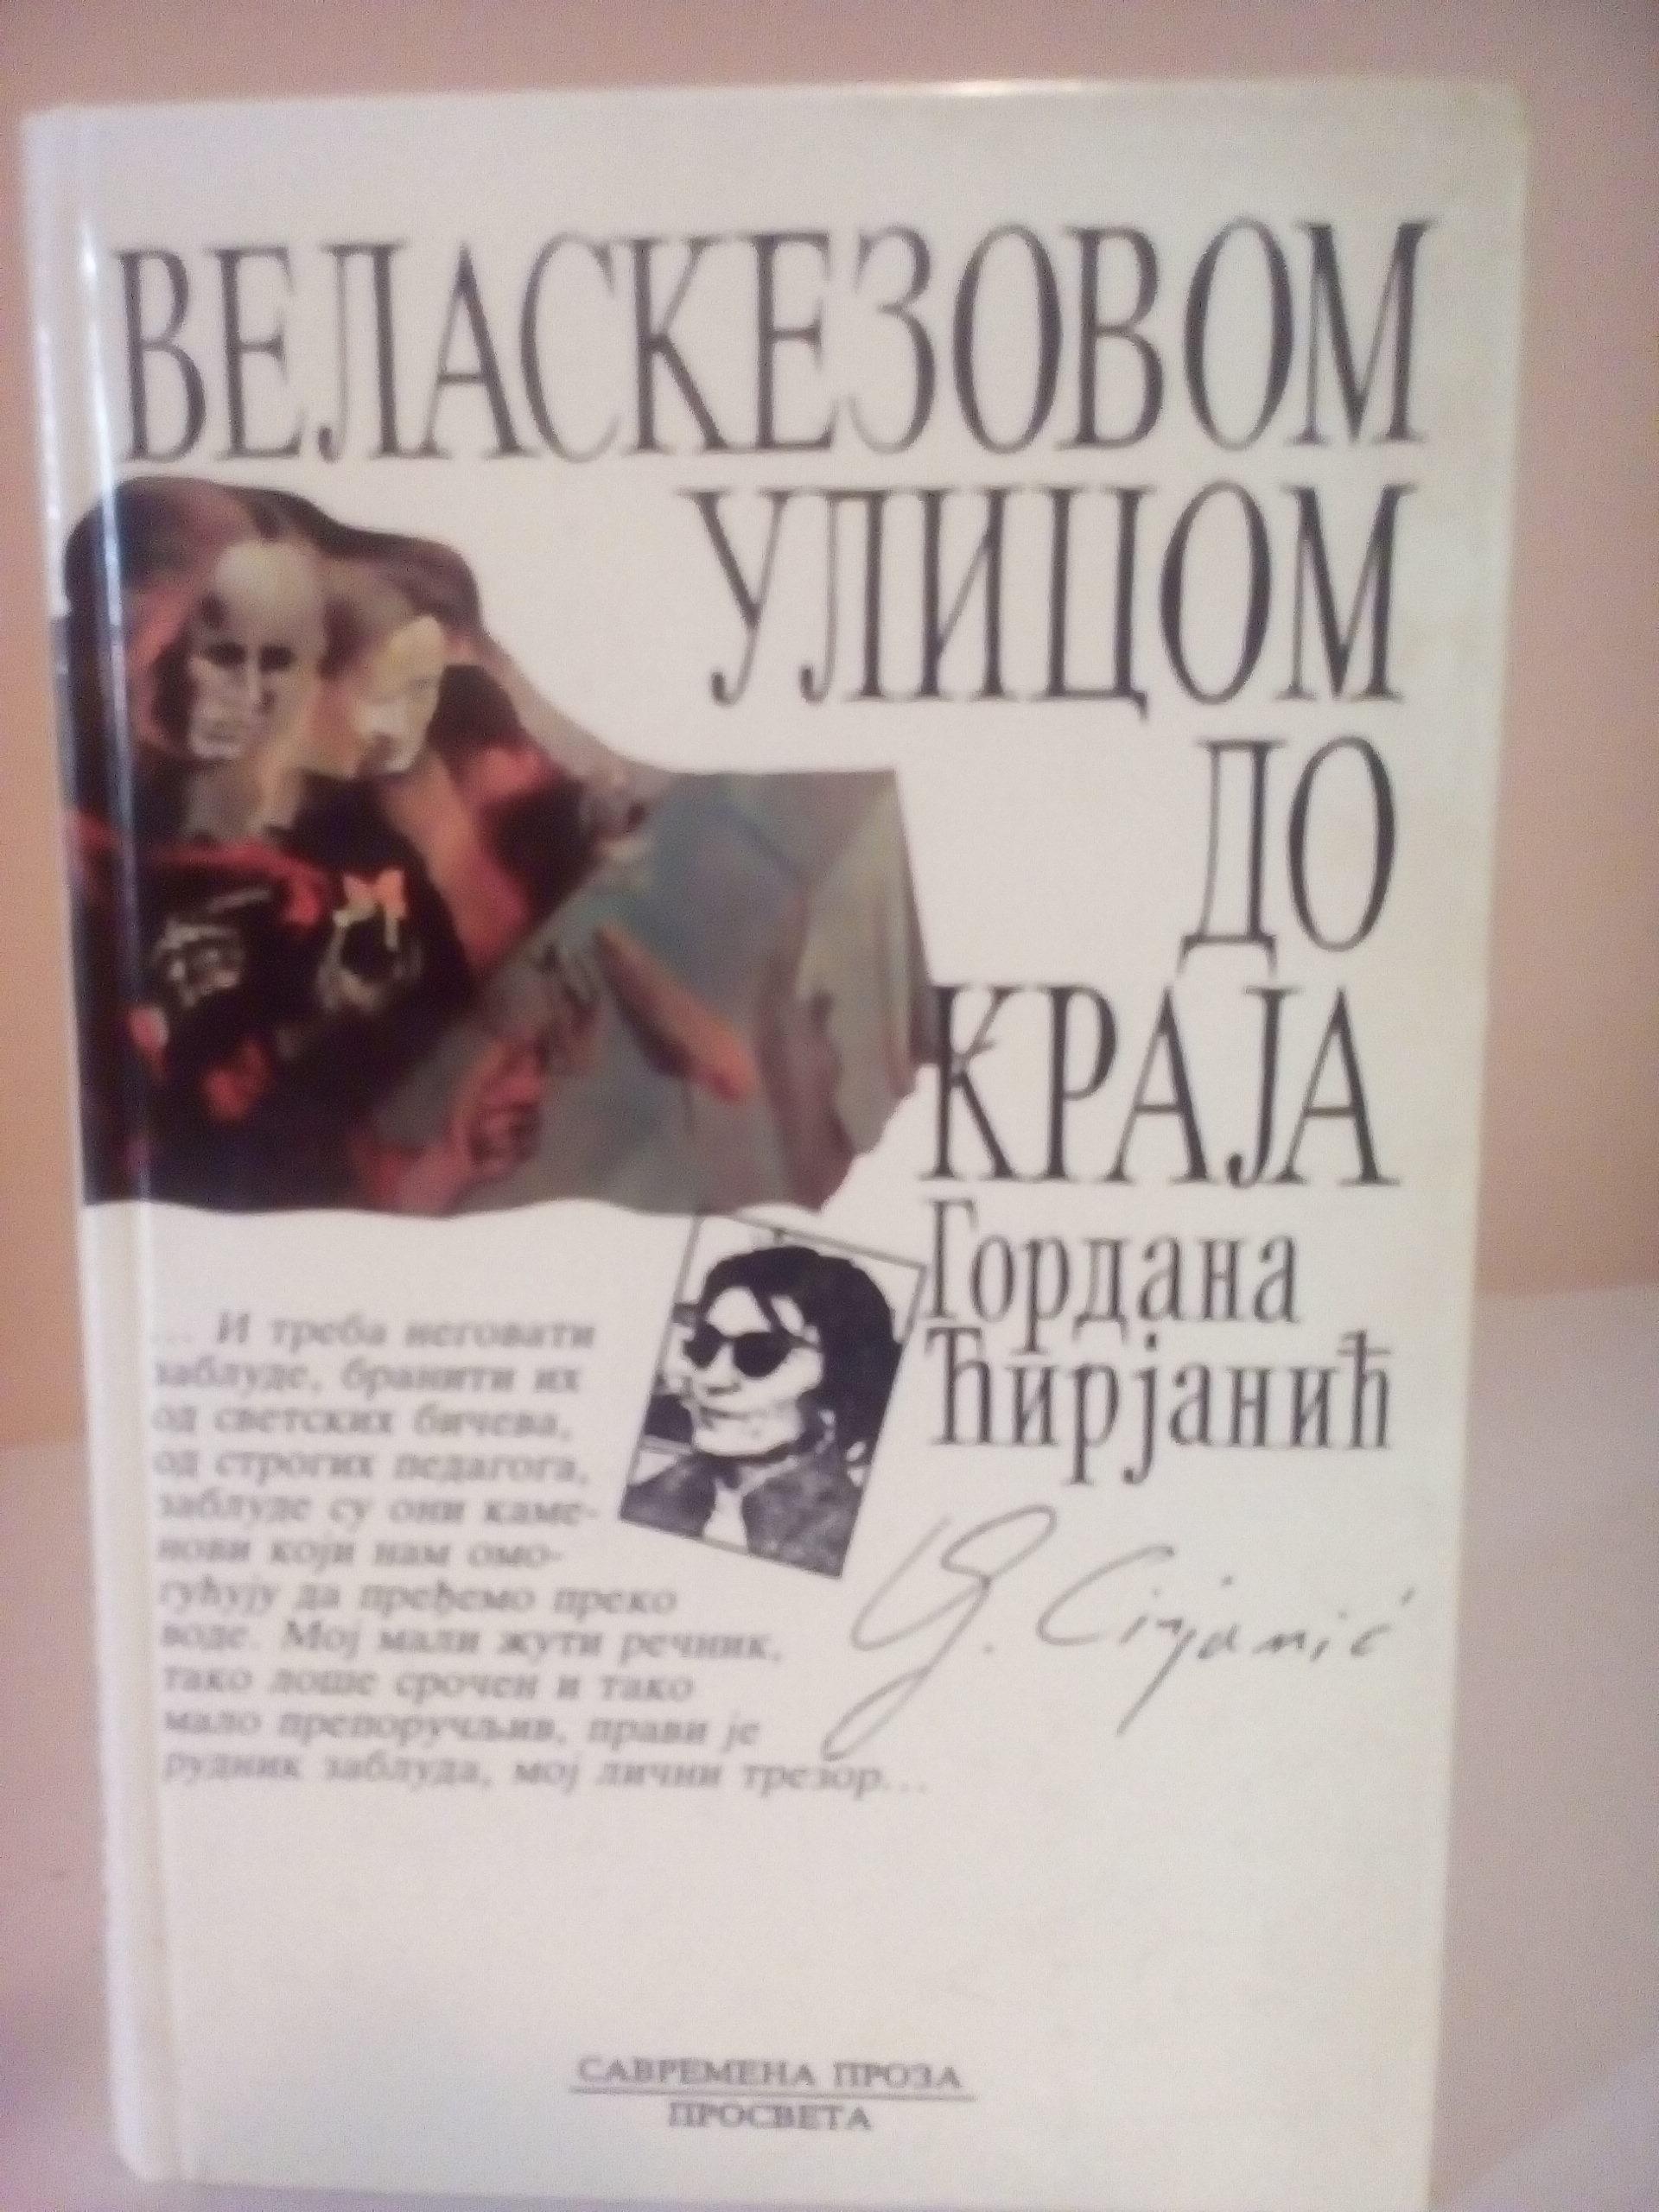 ВЕЛАСКЕЗОВОМ
УЛИЦОМ
ДО
КРАЈА
Гордана
Ћирјанић
G. Cirjanić
... И треба неговати
заблуде, бранити их
од светских бичева,
од строгих педагога,
заблуде су они каме-
нови који нам омо-
гућују да пређемо преко
воде. Мој мали жути речник,
тако лоше срочен и тако
мало препоручљив, прави је
рудник заблуда, мој лични трезор...
САВРЕМЕНА ПРОЗА
ПРОСВЕТА